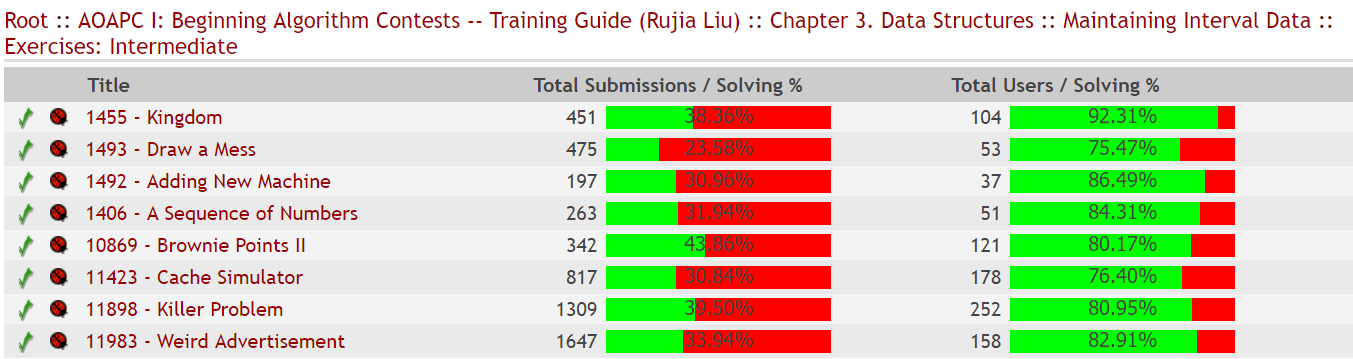 Root :: AOAPC I: Beginning Algorithm Contests -- Training Guide (Rujia Liu) :: Chapter 3. Data Structures :: Maintaining Interval Data ::
Exercises: Intermediate
Title Total Submissions / Solving % Total Users / Solving %
1455 - Kingdom 451 38.36% 104 92.31%
1493 - Draw a Mess 475 23.58% 53 75.47%
1492 - Adding New Machine 197 30.96% 37 86.49%
1406 - A Sequence of Numbers 263 31.94% 51 84.31%
10869 - Brownie Points II 342 43.86% 121 80.17%
11423 - Cache Simulator 817 30.84% 178 76.40%
11898 - Killer Problem 1309 39.50% 252 80.95%
11983 - Weird Advertisement 1647 33.94% 158 82.91%